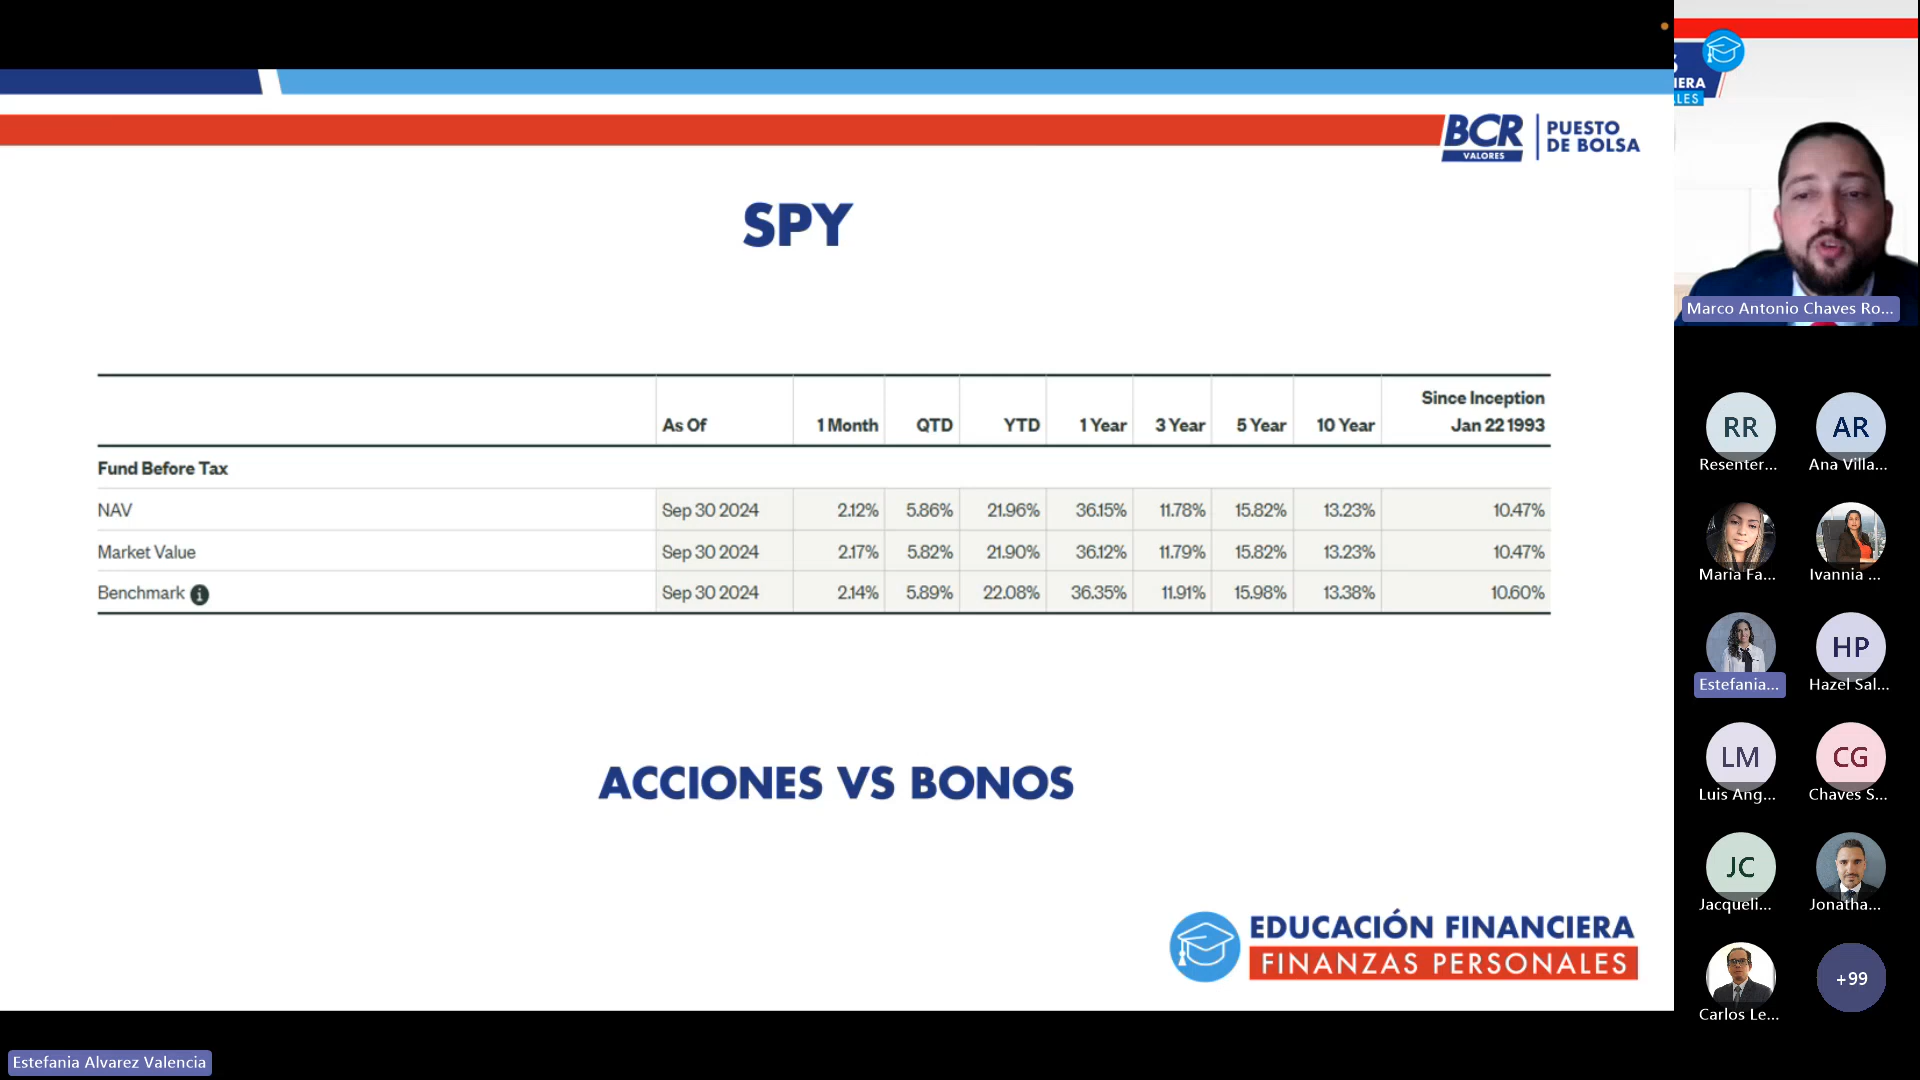 BCR
VALORES
PUESTO
DE BOLSA
SPY
As Of 1 Month QTD YTD 1 Year 3 Year 5 Year 10 Year Since Inception Jan 22 1993
Fund Before Tax
NAV Sep 30 2024 2.12% 5.86% 21.96% 36.15% 11.78% 15.82% 13.23% 10.47%
Market Value Sep 30 2024 2.17% 5.82% 21.90% 36.12% 11.79% 15.82% 13.23% 10.47%
Benchmark i Sep 30 2024 2.14% 5.89% 22.08% 36.35% 11.91% 15.98% 13.38% 10.60%
ACCIONES VS BONOS
EDUCACIÓN FINANCIERA
FINANZAS PERSONALES
Estefania Alvarez Valencia
S
IERA
LES
Marco Antonio Chaves Ro...
RR AR
Resenter... Ana Villa...
Maria Fa... Ivannia ...
HP
Estefania... Hazel Sal...
LM CG
Luis Ang... Chaves S...
JC
Jacqueli... Jonatha...
+99
Carlos Le...